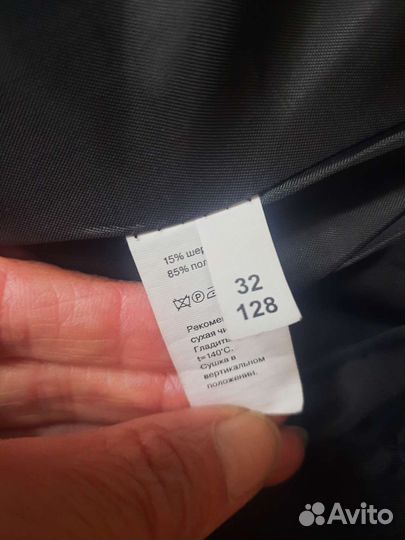 15% шер
85% пол
P
32
128
Рекоме
сухая чи
Гладить
t=140°C.
Сушка в
вертикальном
положении.
Avito